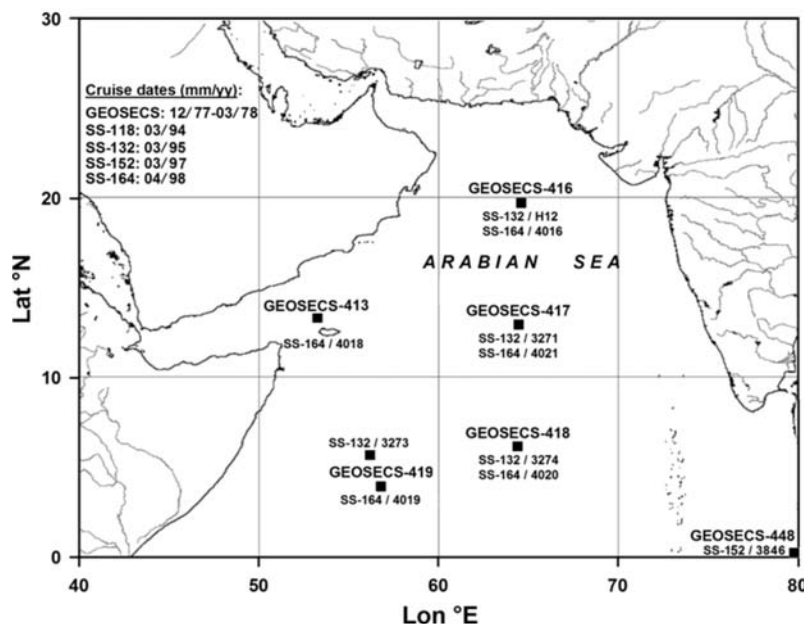 30
Cruise dates (mm/yy):
GEOSECS: 12/77-03/78
SS-118: 03/94
SS-132: 03/95
SS-152: 03/97
SS-164: 04/98
20
GEOSECS-416
SS-132 / H12
SS-164 / 4016
ARABIAN SEA
GEOSECS-413
SS-164 / 4018
GEOSECS-417
SS-132 / 3271
SS-164 / 4021
10
SS-132 / 3273
GEOSECS-419
SS-164 / 4019
GEOSECS-418
SS-132 / 3274
SS-164 / 4020
GEOSECS-448
SS-152 / 3846
0
40 50 60 70 80
Lat °N
Lon °E